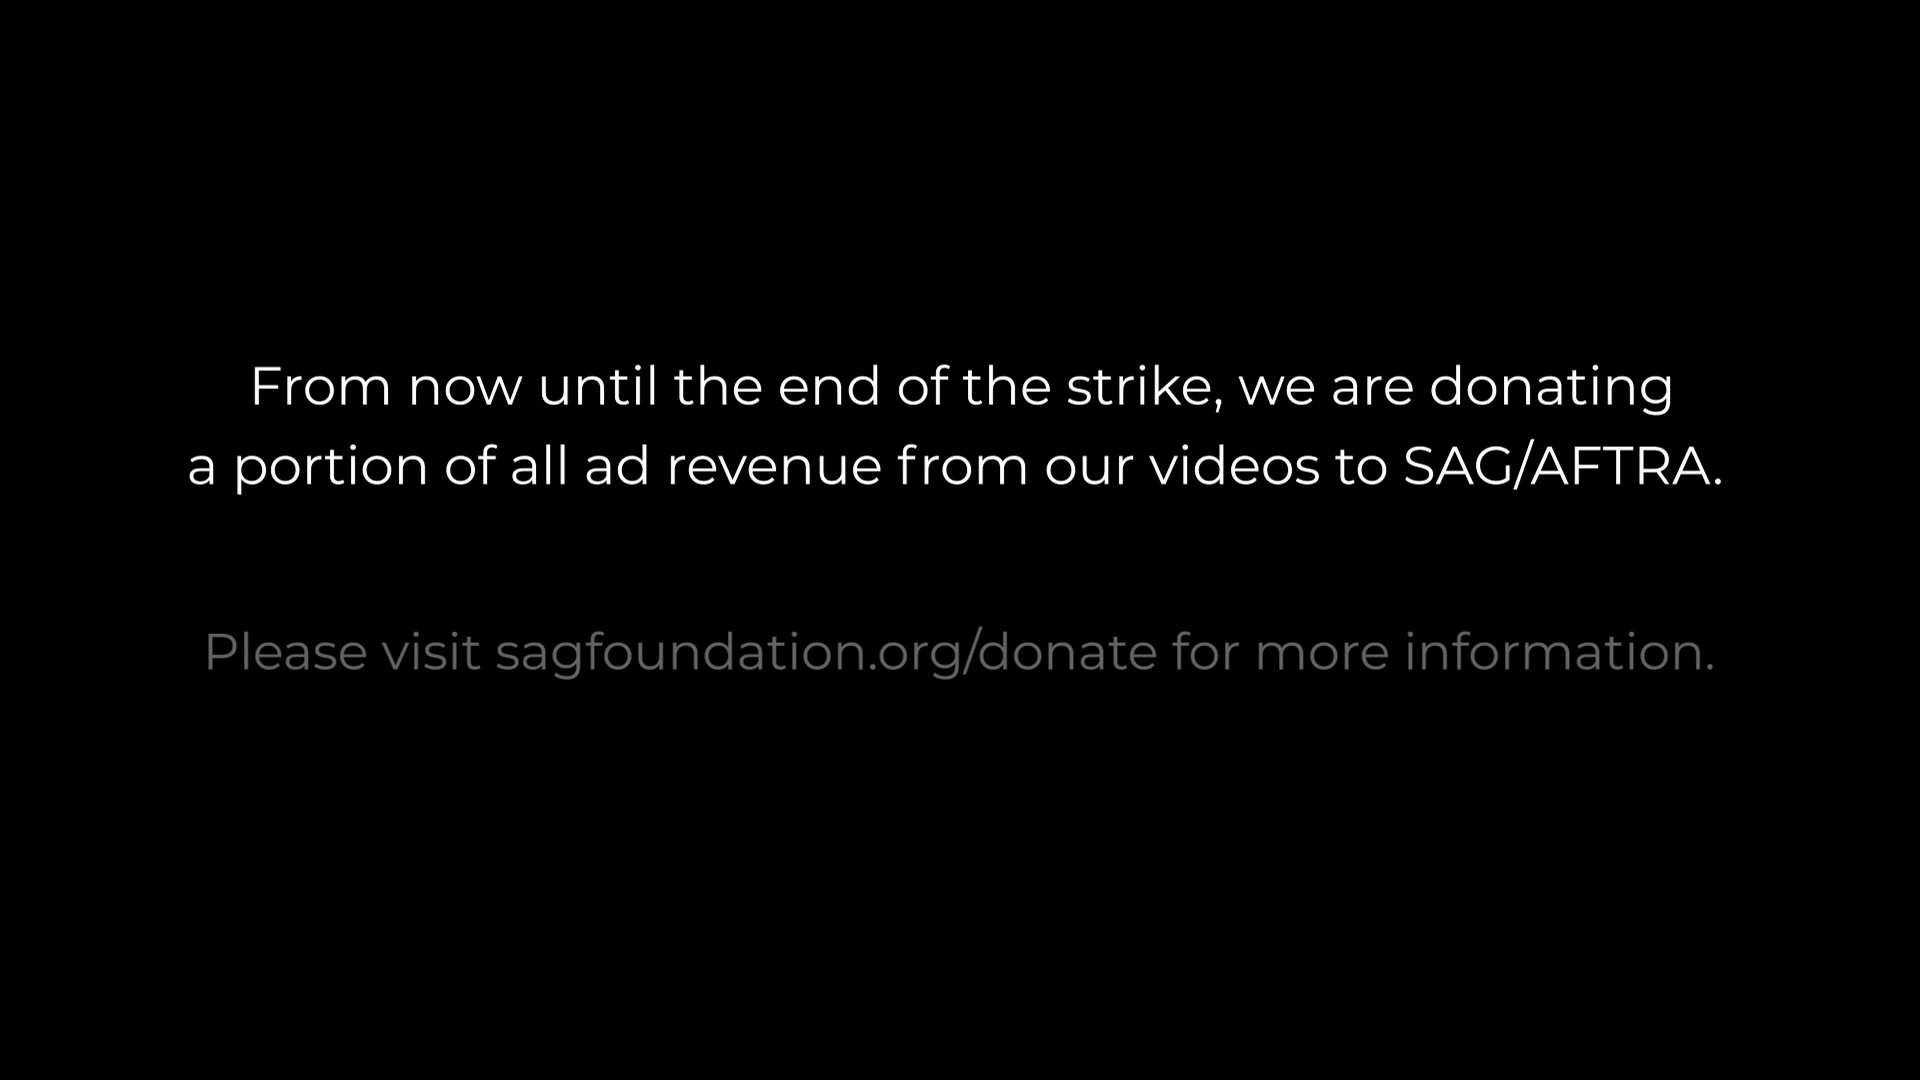 From now until the end of the strike, we are donating
a portion of all ad revenue from our videos to SAG/AFTRA.
Please visit sagfoundation.org/donate for more information.